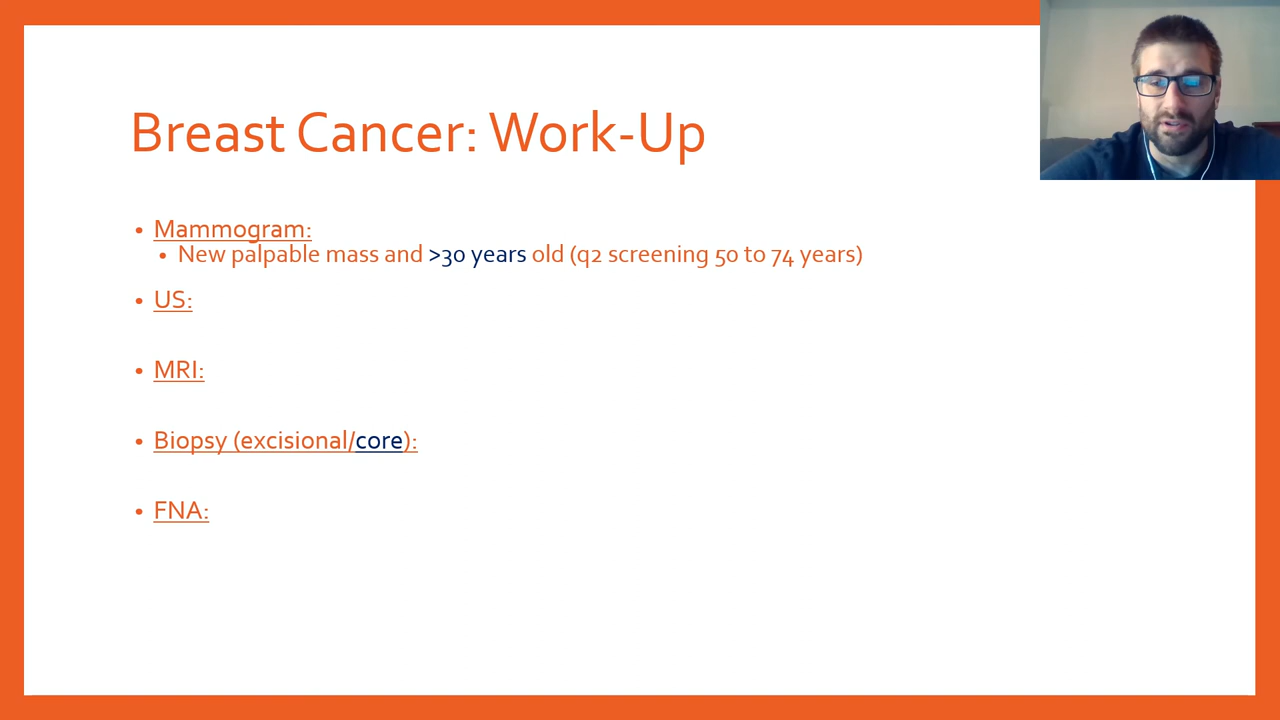 Breast Cancer: Work-Up
• Mammogram:
• New palpable mass and >30 years old (q2 screening 50 to 74 years)
• US:
• MRI:
• Biopsy (excisional/core):
• FNA: